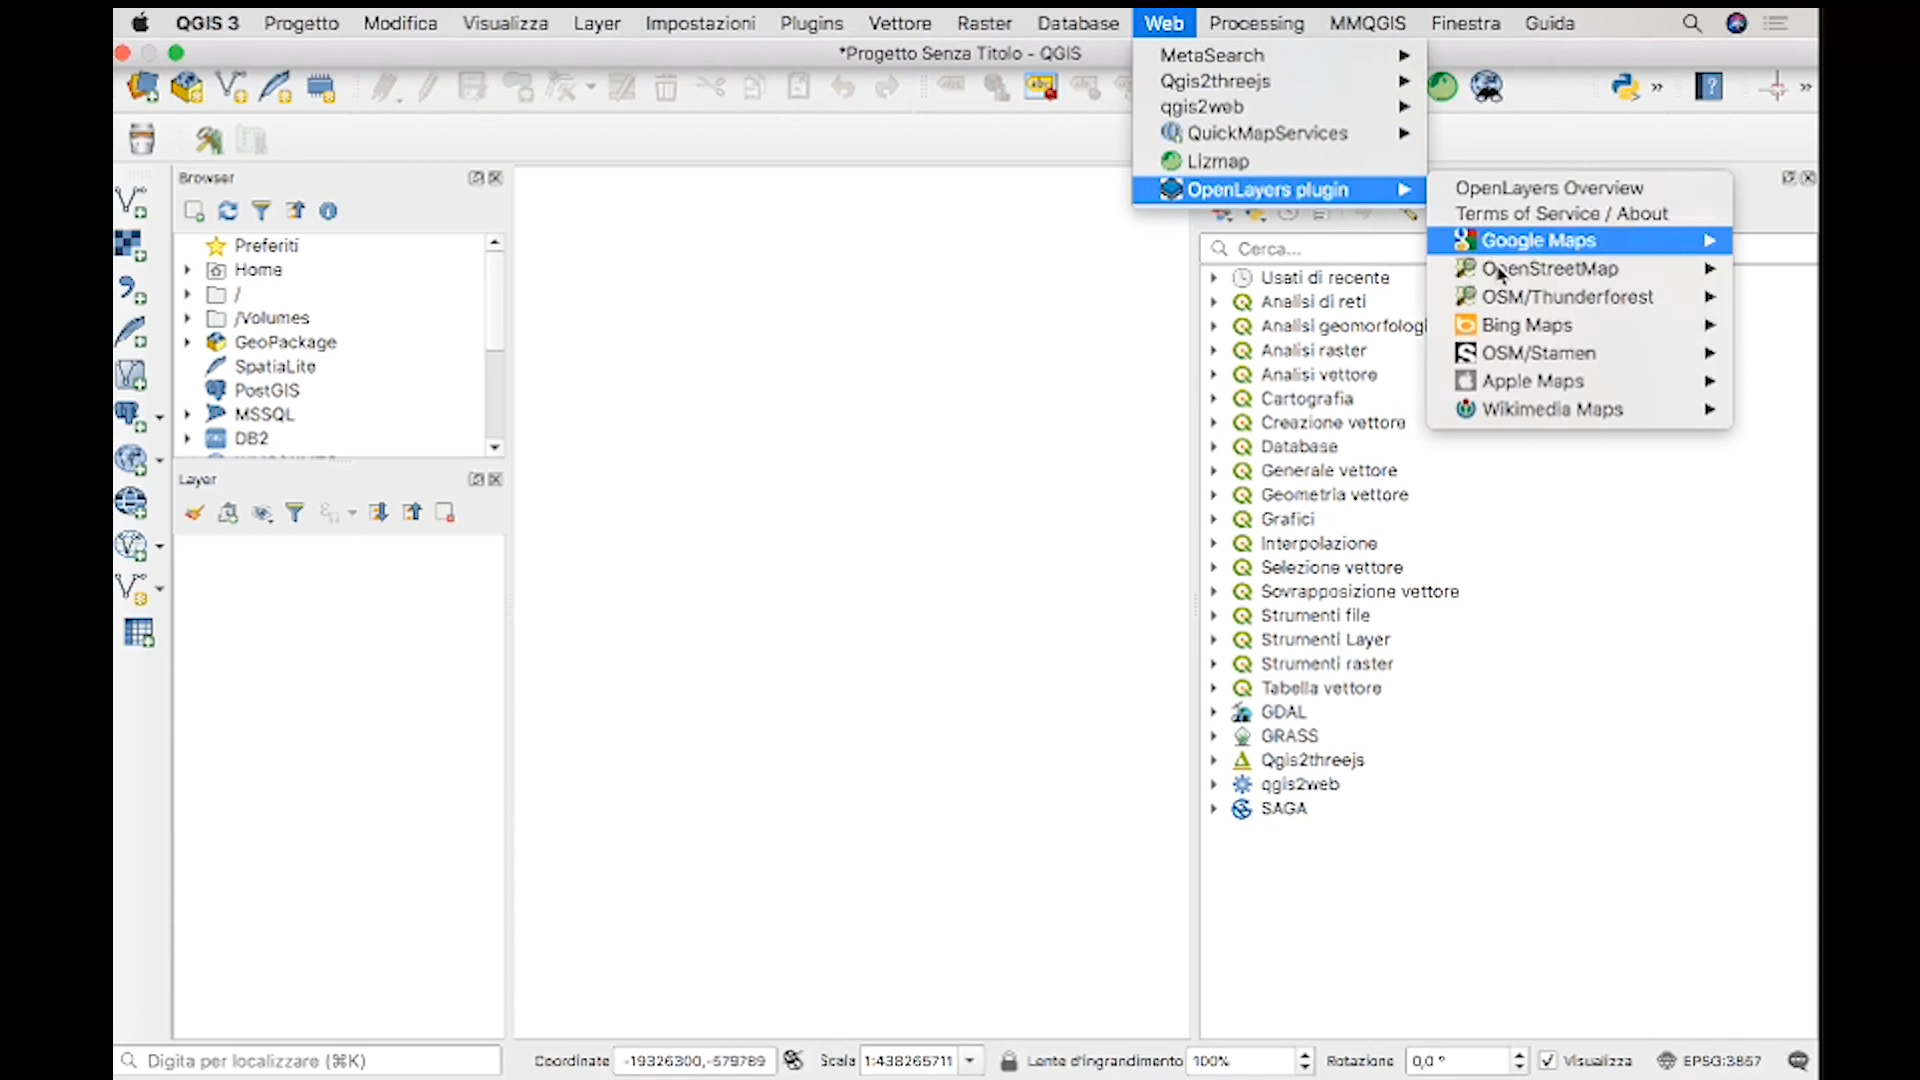 QGIS 3 Progetto Modifica Visualizza Layer Impostazioni Plugins Vettore Raster Database Web Processing MMQGIS Finestra Guida
*Progetto Senza Titolo - QGIS
MetaSearch
Qgis2threejs
qgis2web
QuickMapServices
Lizmap
OpenLayers plugin
OpenLayers Overview
Terms of Service / About
Google Maps
OpenStreetMap
OSM/Thunderforest
Bing Maps
OSM/Stamen
Apple Maps
Wikimedia Maps
Browser
Preferiti
Home
/
/Volumes
GeoPackage
SpatiaLite
PostGIS
MSSQL
DB2
Layer
Cerca...
Usati di recente
Analisi di reti
Analisi geomorfologi
Analisi raster
Analisi vettore
Cartografia
Creazione vettore
Database
Generale vettore
Geometria vettore
Grafici
Interpolazione
Selezione vettore
Sovrapposizione vettore
Strumenti file
Strumenti Layer
Strumenti raster
Tabella vettore
GDAL
GRASS
Qgis2threejs
qgis2web
SAGA
Digita per localizzare (⌘K) Coordinate -19326300,-579789 Scala 1:438265711 Lente d'ingrandimento 100% Rotazione 0,0 ° Visualizza EPSG:3857